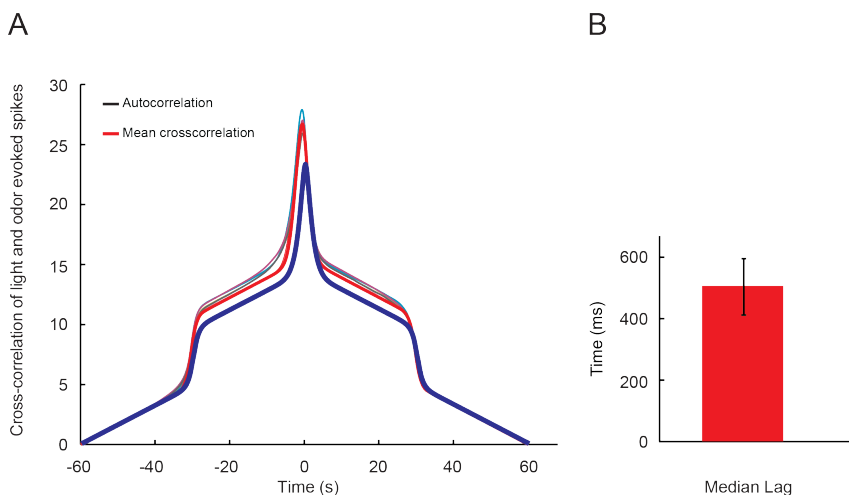 A
Cross-correlation of light and odor evoked spikes
30
25
20
15
10
5
0
Autocorrelation
Mean crosscorrelation
-60 -40 -20 0 20 40 60
Time (s)
B
Time (ms)
600
400
200
0
Median Lag